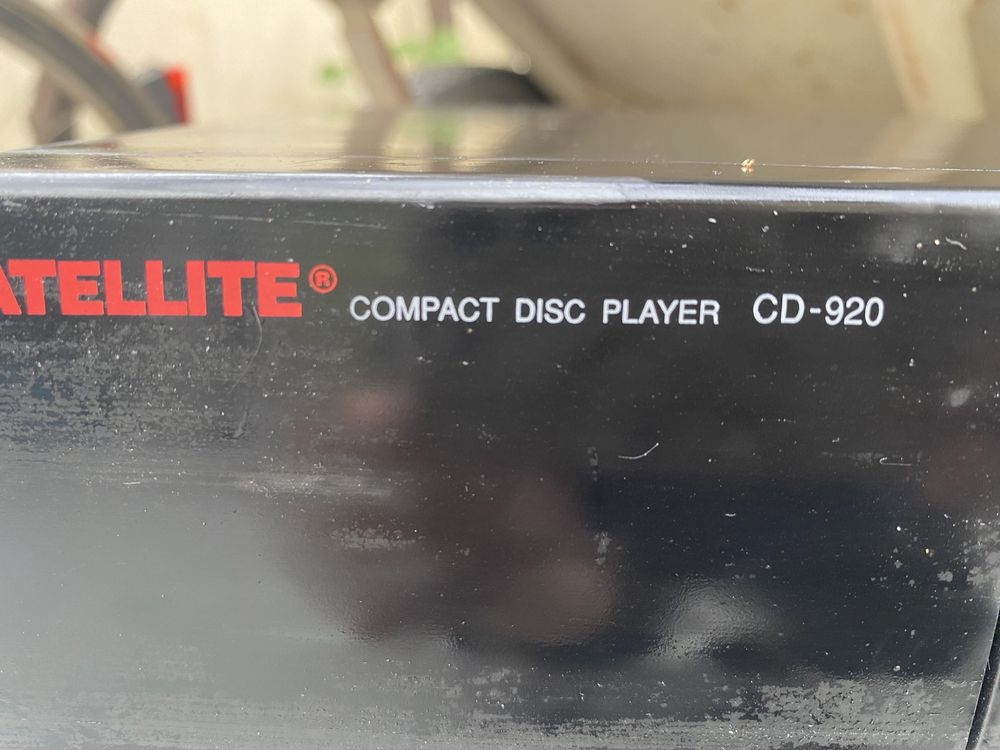 ATELLITE® COMPACT DISC PLAYER CD-920